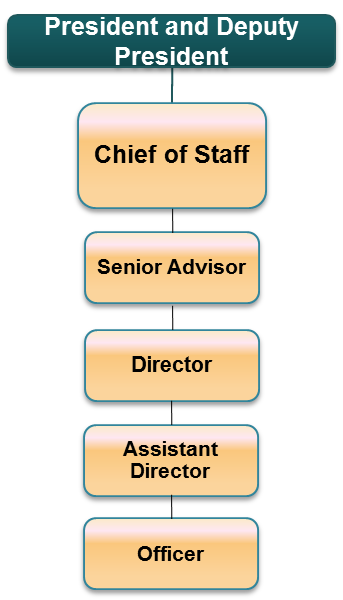 President and Deputy
President
Chief of Staff
Senior Advisor
Director
Assistant
Director
Officer